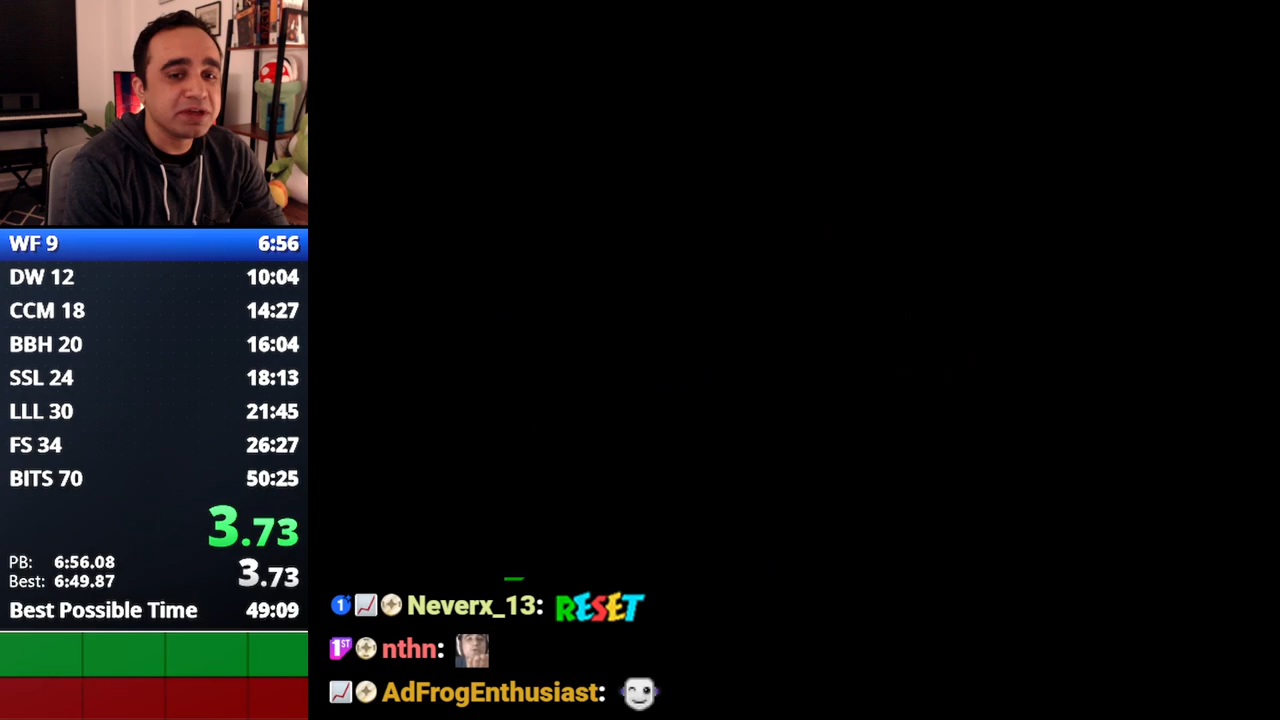 WF 9 6:56
DW 12 10:04
CCM 18 14:27
BBH 20 16:04
SSL 24 18:13
LLL 30 21:45
FS 34 26:27
BITS 70 50:25
3.73
PB: 6:56.08
Best: 6:49.87
3.73
Best Possible Time 49:09
1 Neverx_13: RESET
1ST nthn:
AdFrogEnthusiast: